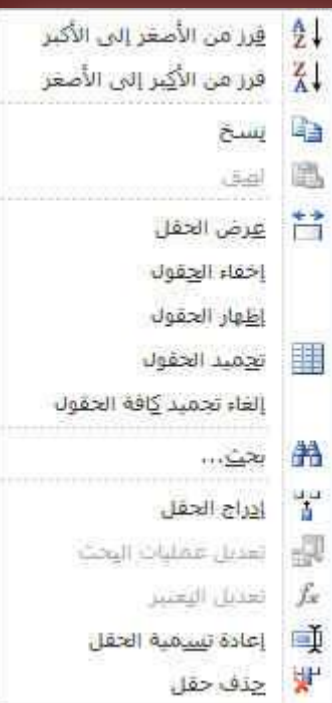 فرز من الأصغر إلى الأكبر
فرز من الأكبر إلى الأصغر
نسخ
لصق
عرض الحقل
إخفاء الحقول
إظهار الحقول
تجميد الحقول
إلغاء تجميد كافة الحقول
بحث...
إدراج الحقل
تعديل عمليات البحث
تعديل التعبير
إعادة تسمية الحقل
حذف حقل